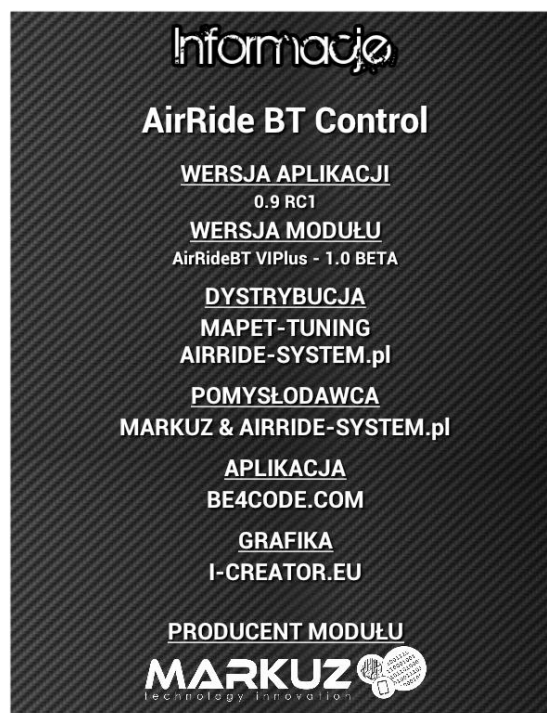 Informacje
AirRide BT Control
WERSJA APLIKACJI
0.9 RC1
WERSJA MODUŁU
AirRideBT VIPlus - 1.0 BETA
DYSTRYBUCJA
MAPET-TUNING
AIRRIDE-SYSTEM.pl
POMYSŁODAWCA
MARKUZ & AIRRIDE-SYSTEM.pl
APLIKACJA
BE4CODE.COM
GRAFIKA
I-CREATOR.EU
PRODUCENT MODUŁU
MARKUZ
technology innovation